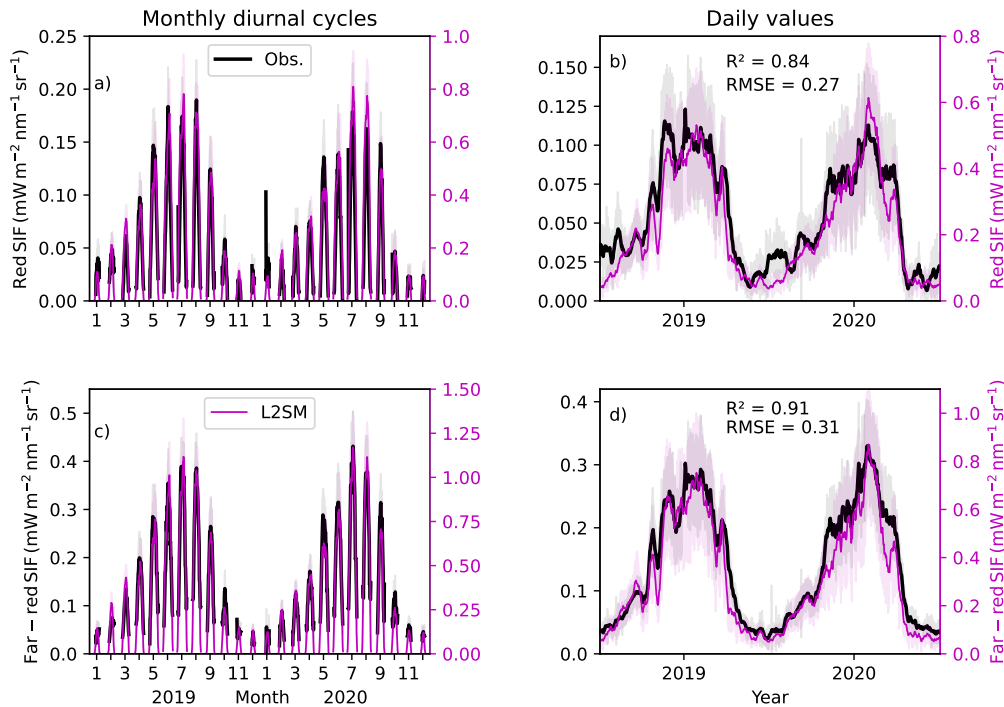 Monthly diurnal cycles
Daily values
a)
Obs.
Red SIF (mW m⁻² nm⁻¹ sr⁻¹)
0.25
0.20
0.15
0.10
0.05
0.00
1.0
0.8
0.6
0.4
0.2
0.0
1 3 5 7 9 11 1 3 5 7 9 11
b)
R² = 0.84
RMSE = 0.27
0.150
0.125
0.100
0.075
0.050
0.025
0.000
0.8
0.6
0.4
0.2
0.0
Red SIF (mW m⁻² nm⁻¹ sr⁻¹)
2019 2020
c)
L2SM
Far − red SIF (mW m⁻² nm⁻¹ sr⁻¹)
0.5
0.4
0.3
0.2
0.1
0.0
1.50
1.25
1.00
0.75
0.50
0.25
0.00
1 3 5 7 9 11 1 3 5 7 9 11
2019 Month 2020
d)
R² = 0.91
RMSE = 0.31
0.4
0.3
0.2
0.1
0.0
1.0
0.8
0.6
0.4
0.2
0.0
Far − red SIF (mW m⁻² nm⁻¹ sr⁻¹)
2019 2020
Year